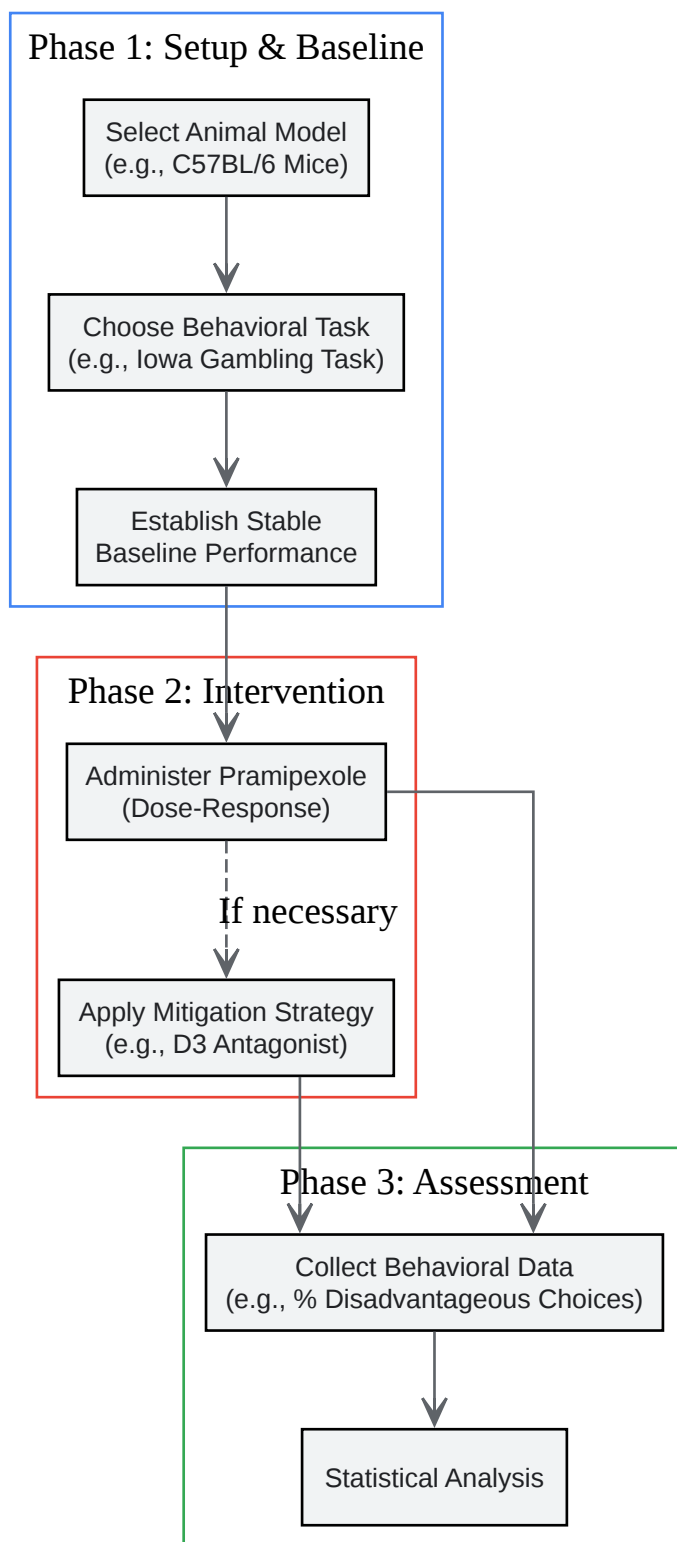 Phase 1: Setup & Baseline
Select Animal Model
(e.g., C57BL/6 Mice)
Choose Behavioral Task
(e.g., Iowa Gambling Task)
Establish Stable
Baseline Performance
Phase 2: Intervention
Administer Pramipexole
(Dose-Response)
If necessary
Apply Mitigation Strategy
(e.g., D3 Antagonist)
Phase 3: Assessment
Collect Behavioral Data
(e.g., % Disadvantageous Choices)
Statistical Analysis